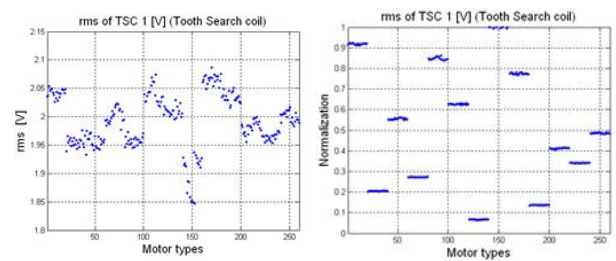 rms of TSC 1 [V] (Tooth Search coil)
2.15
2.1
2.05
2
1.95
1.9
1.85
1.8
rms [V]
50 100 150 200 250
Motor types
rms of TSC 1 [V] (Tooth Search coil)
1
0.9
0.8
0.7
0.6
0.5
0.4
0.3
0.2
0.1
0
Normalization
50 100 150 200 250
Motor types